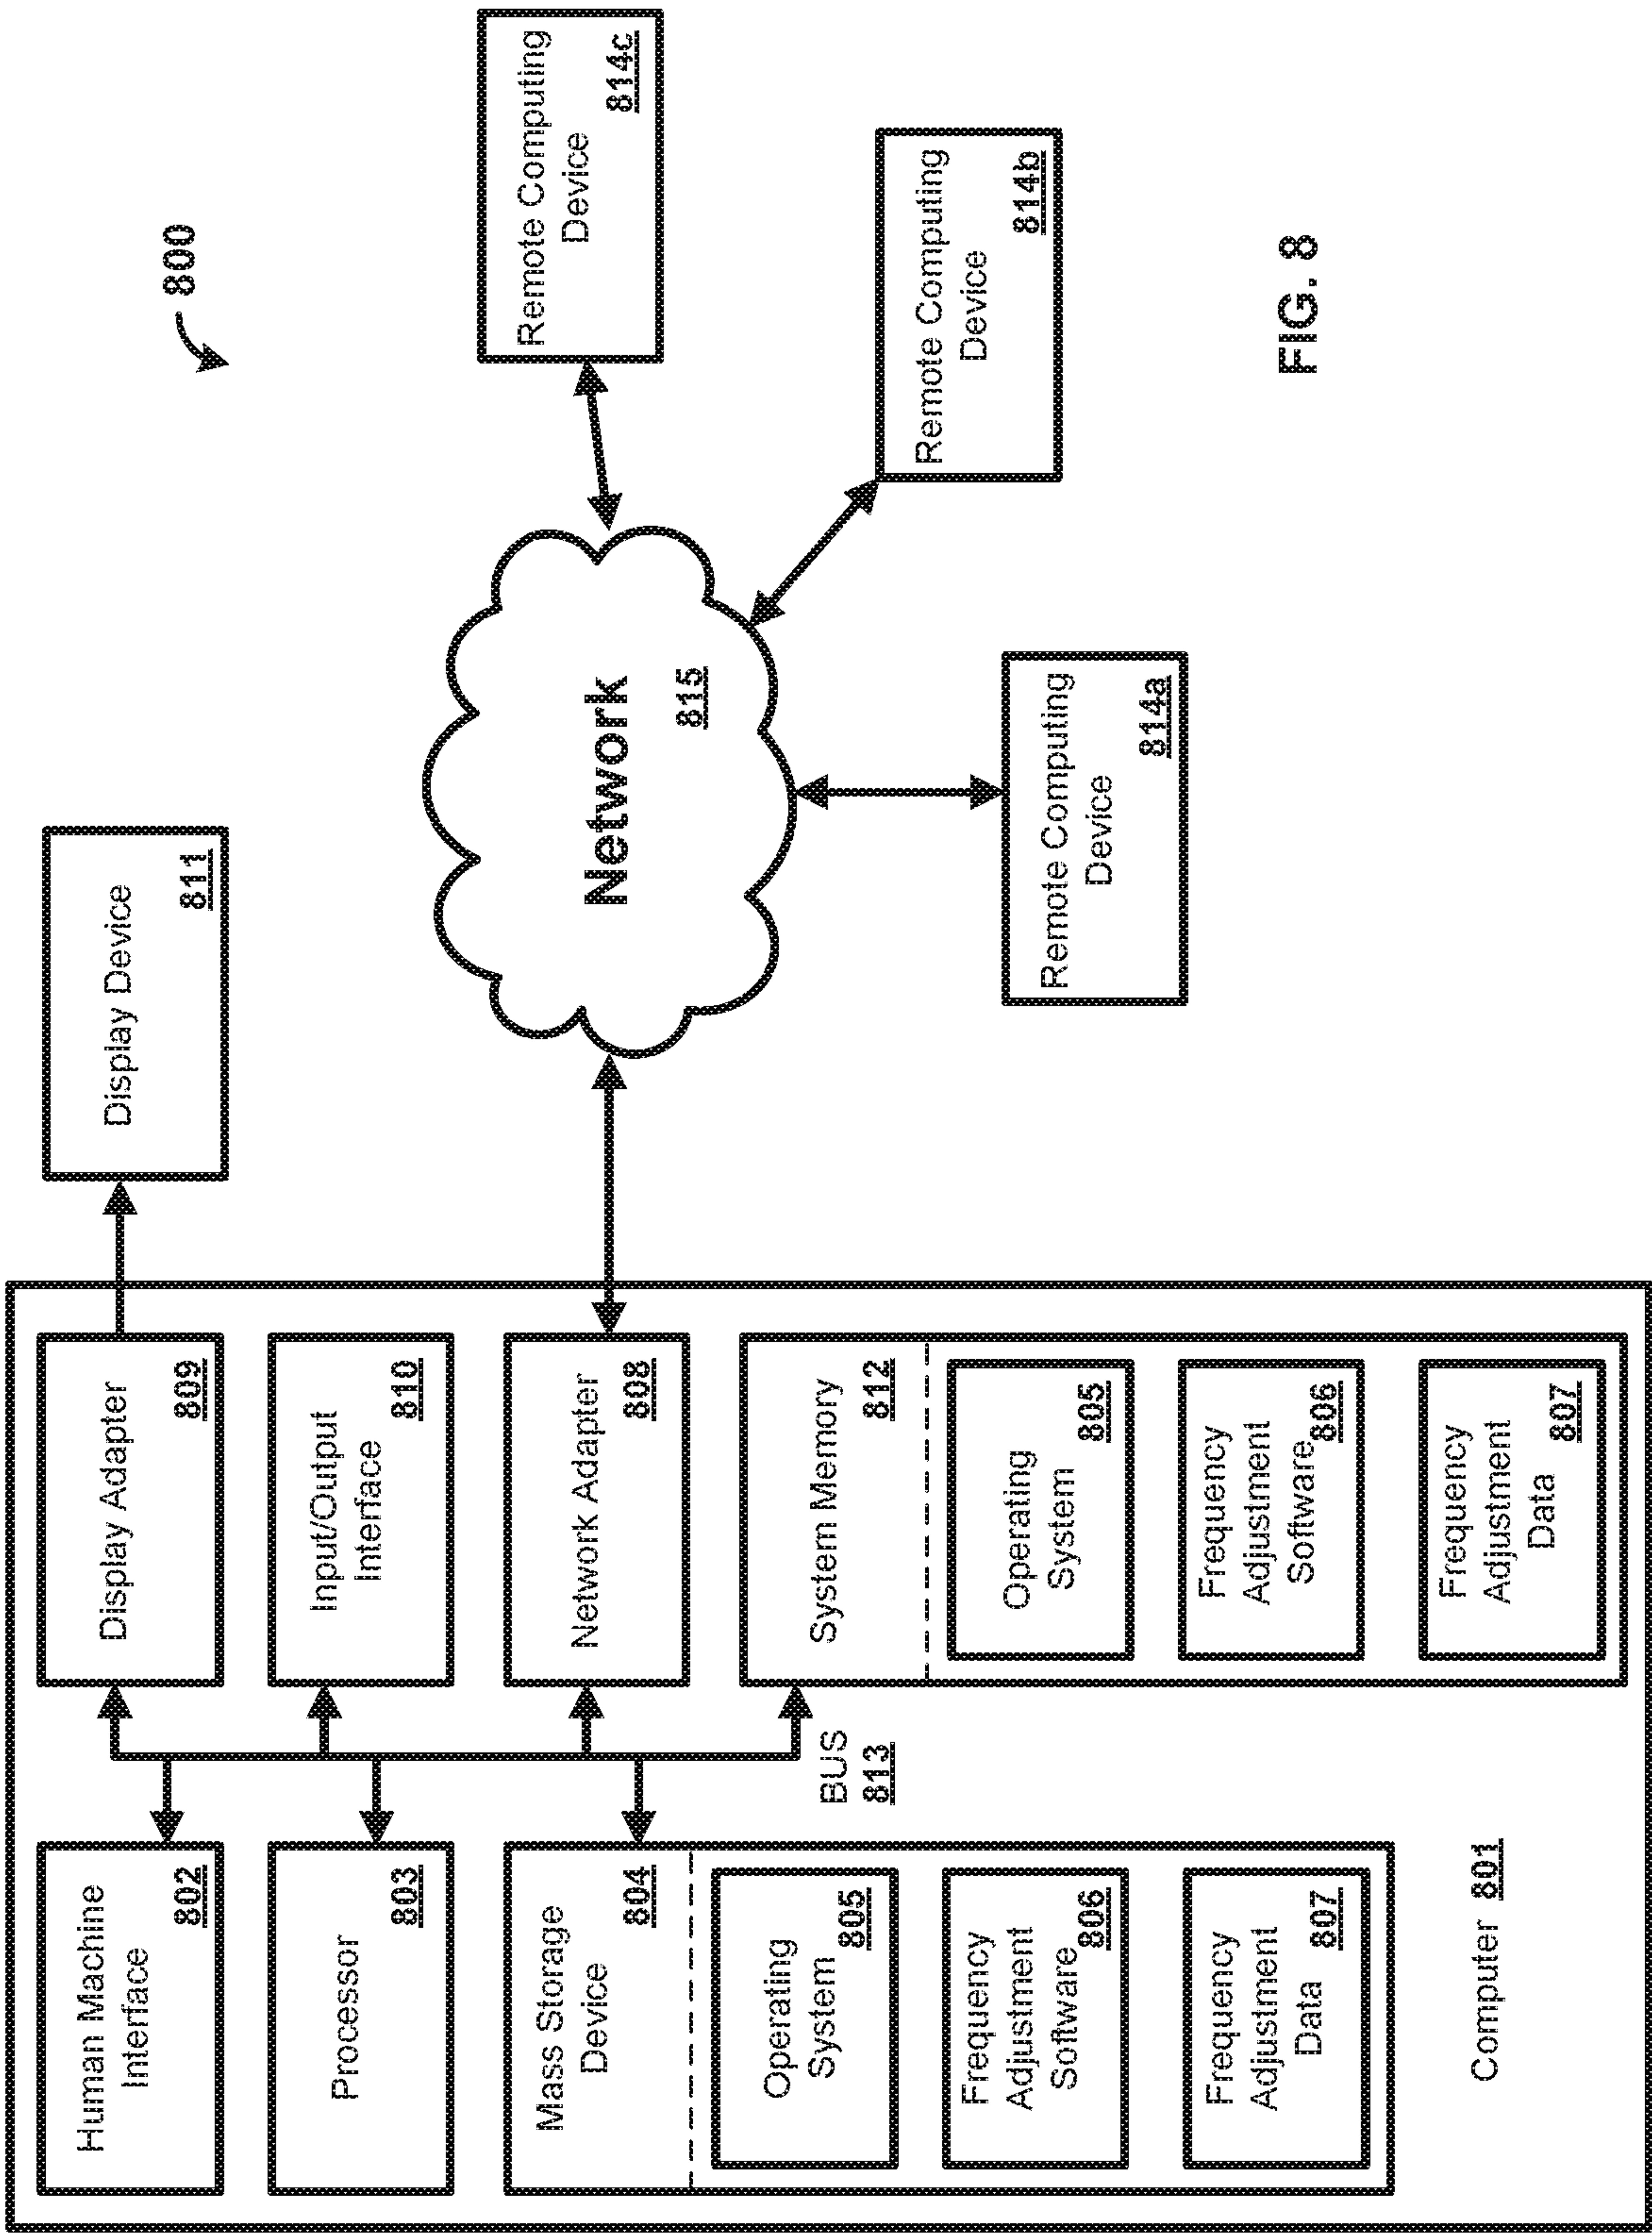 800
Human Machine
Interface
802
Processor
803
Mass Storage
Device
804
Operating
System
805
Frequency
Adjustment
Software
806
Frequency
Adjustment
Data
807
Computer 801
BUS
813
Display Adapter
809
Input/Output
Interface
810
Network Adapter
808
System Memory
812
Operating
System
805
Frequency
Adjustment
Software
806
Frequency
Adjustment
Data
807
Display Device
811
Network
815
Remote Computing
Device
814a
Remote Computing
Device
814b
Remote Computing
Device
814c
FIG. 8